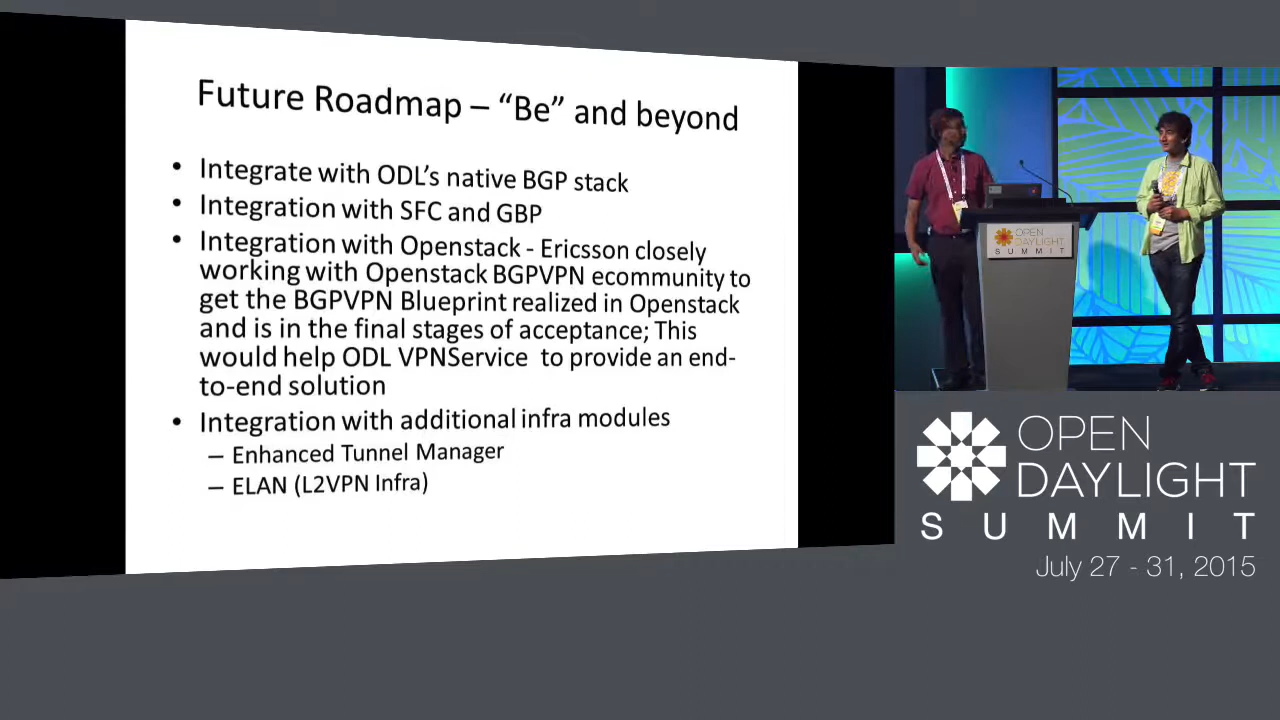 Future Roadmap – “Be” and beyond
• Integrate with ODL’s native BGP stack
• Integration with SFC and GBP
• Integration with Openstack - Ericsson closely
working with Openstack BGPVPN ecommunity to
get the BGPVPN Blueprint realized in Openstack
and is in the final stages of acceptance; This
would help ODL VPNService to provide an end-
to-end solution
• Integration with additional infra modules
– Enhanced Tunnel Manager
– ELAN (L2VPN Infra)
OPEN
DAYLIGHT
SUMMIT
OPEN
DAYLIGHT
SUMMIT
July 27 - 31, 2015